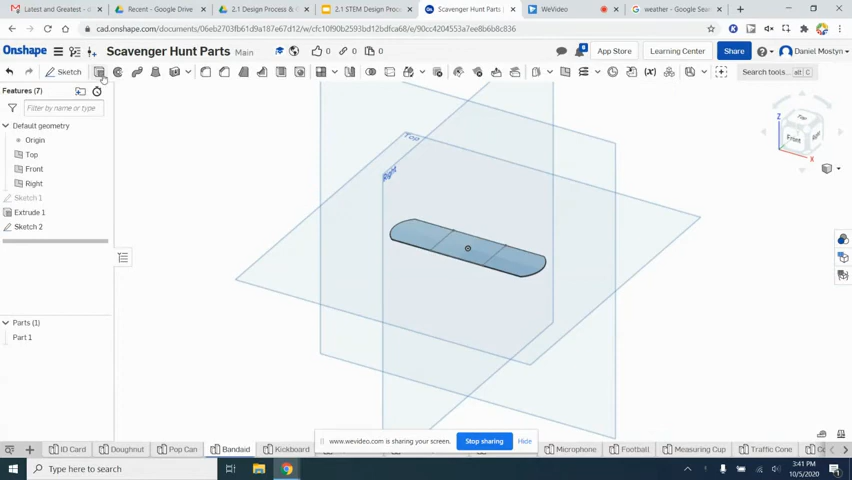 Latest and Greatest - d
Recent - Google Drive
2.1 Design Process & 
2.1 STEM Design Proc
Scavenger Hunt Parts
WeVideo
weather - Google Sear
cad.onshape.com/documents/3703fb61d9a187e67d2c9ae6/w/cfec9330
Onshape
Scavenger Hunt Parts
Main
0
0
0
App Store
Learning Center
Share
Daniel Mostyn
Sketch
Search tools...
alt C
Features (7)
Filter by name or type
Default geometry
Origin
Top
Front
Right
Sketch 1
Extrude 1
Sketch 2
Parts (1)
Part 1
Top
Right
Z
Top
Front
Right
X
ID Card
Doughnut
Pop Can
Bandaid
Kickboard
Microphone
Football
Measuring Cup
Traffic Cone
www.wevideo.com is sharing your screen.
Stop sharing
Hide
Type here to search
3:41 PM
10/5/2020